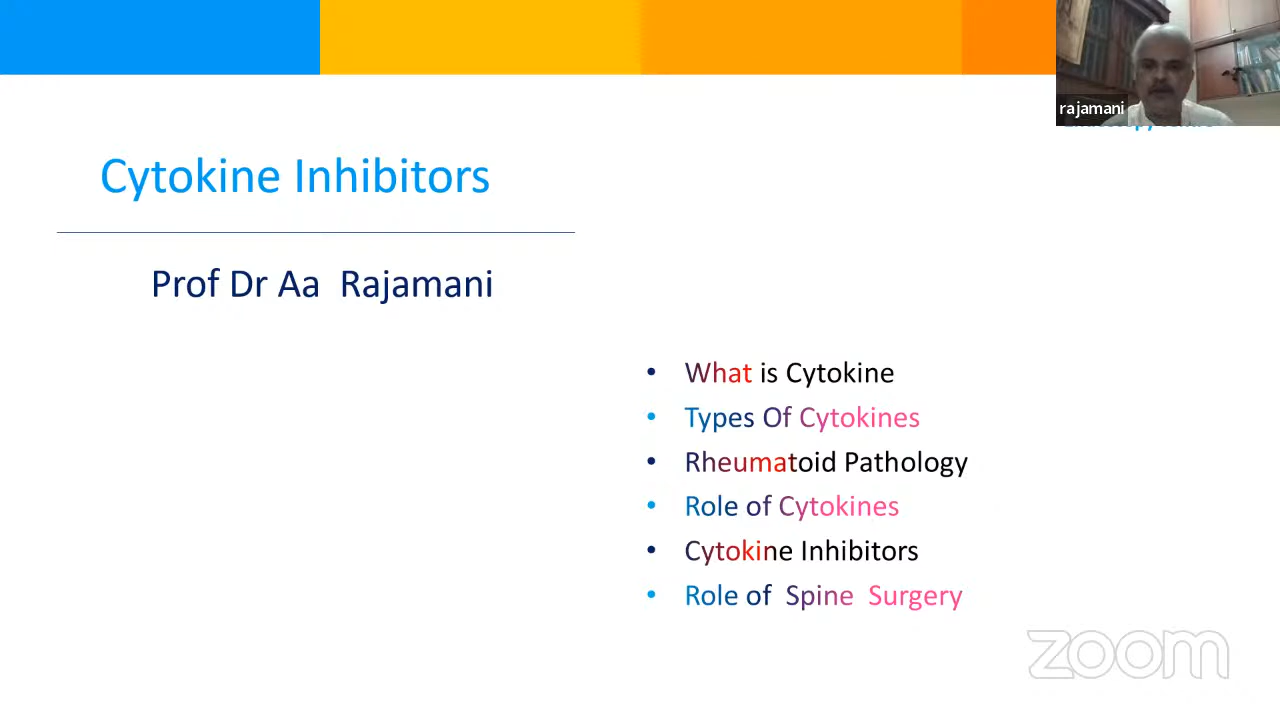 rajamani
Cytokine Inhibitors
Prof Dr Aa Rajamani
• What is Cytokine
• Types Of Cytokines
• Rheumatoid Pathology
• Role of Cytokines
• Cytokine Inhibitors
• Role of Spine Surgery
zoom